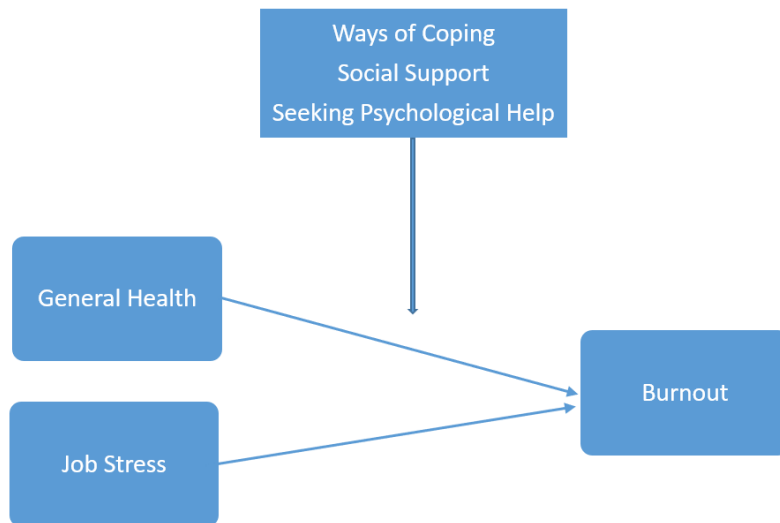 Ways of Coping
Social Support
Seeking Psychological Help
General Health
Burnout
Job Stress